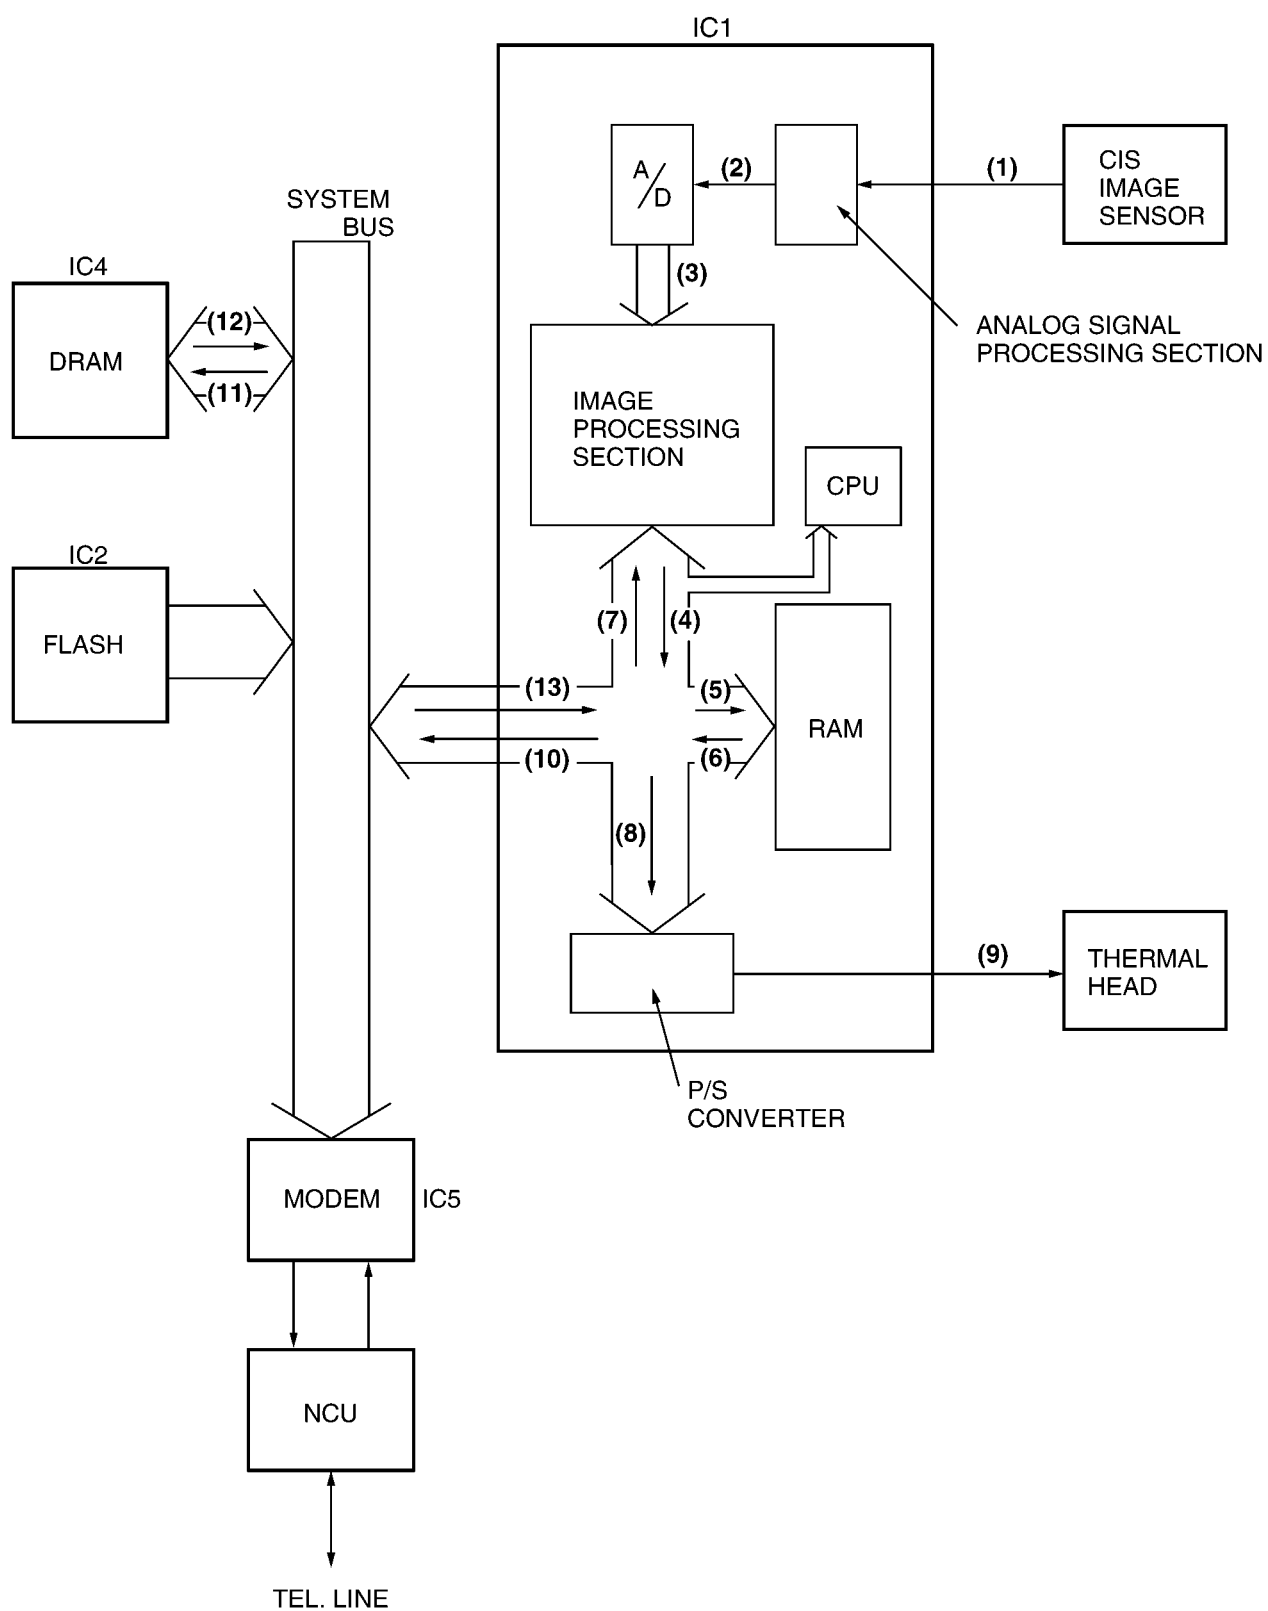 IC1
A/D
(2)
(1)
CIS
IMAGE
SENSOR
SYSTEM
BUS
IC4
(3)
DRAM
(12)
(11)
ANALOG SIGNAL
PROCESSING SECTION
IMAGE
PROCESSING
SECTION
CPU
IC2
FLASH
(7)
(4)
(13)
(5)
RAM
(10)
(6)
(8)
(9)
THERMAL
HEAD
P/S
CONVERTER
MODEM
IC5
NCU
TEL. LINE